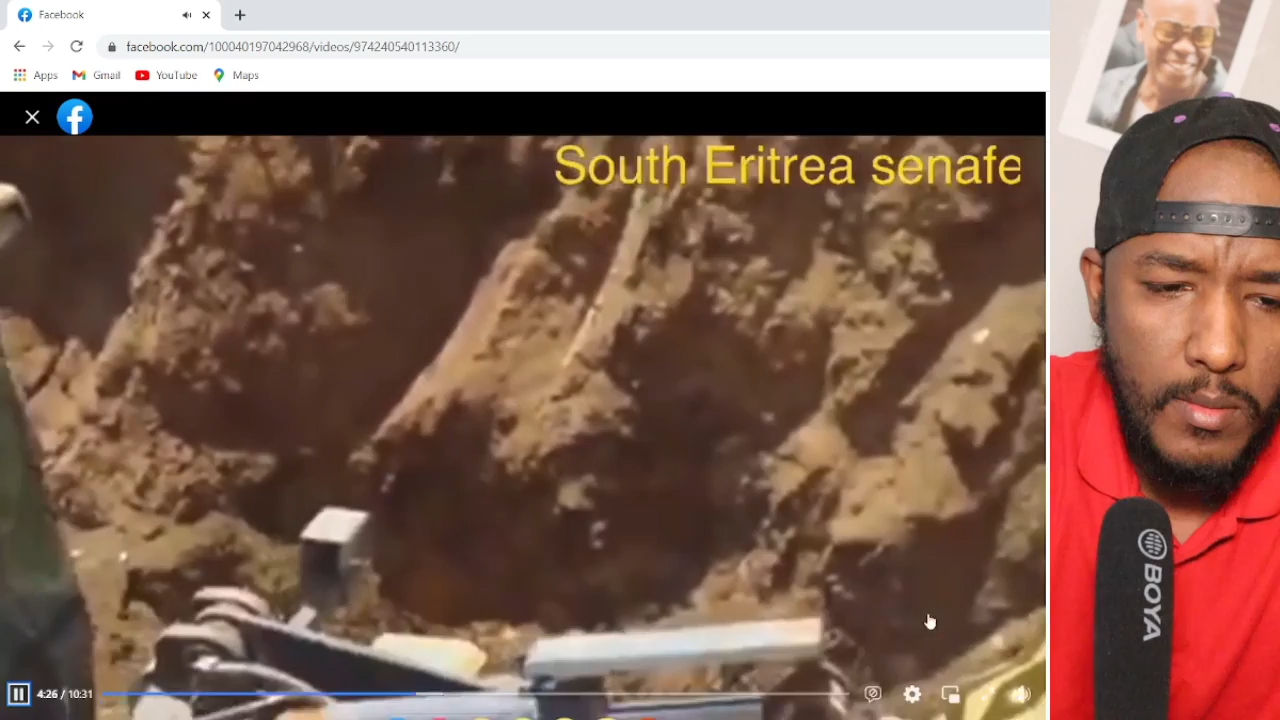 Facebook
facebook.com/100040197042968/videos/974240540113360/
Apps Gmail YouTube Maps
South Eritrea senafe
4:26 / 10:31
BOYA